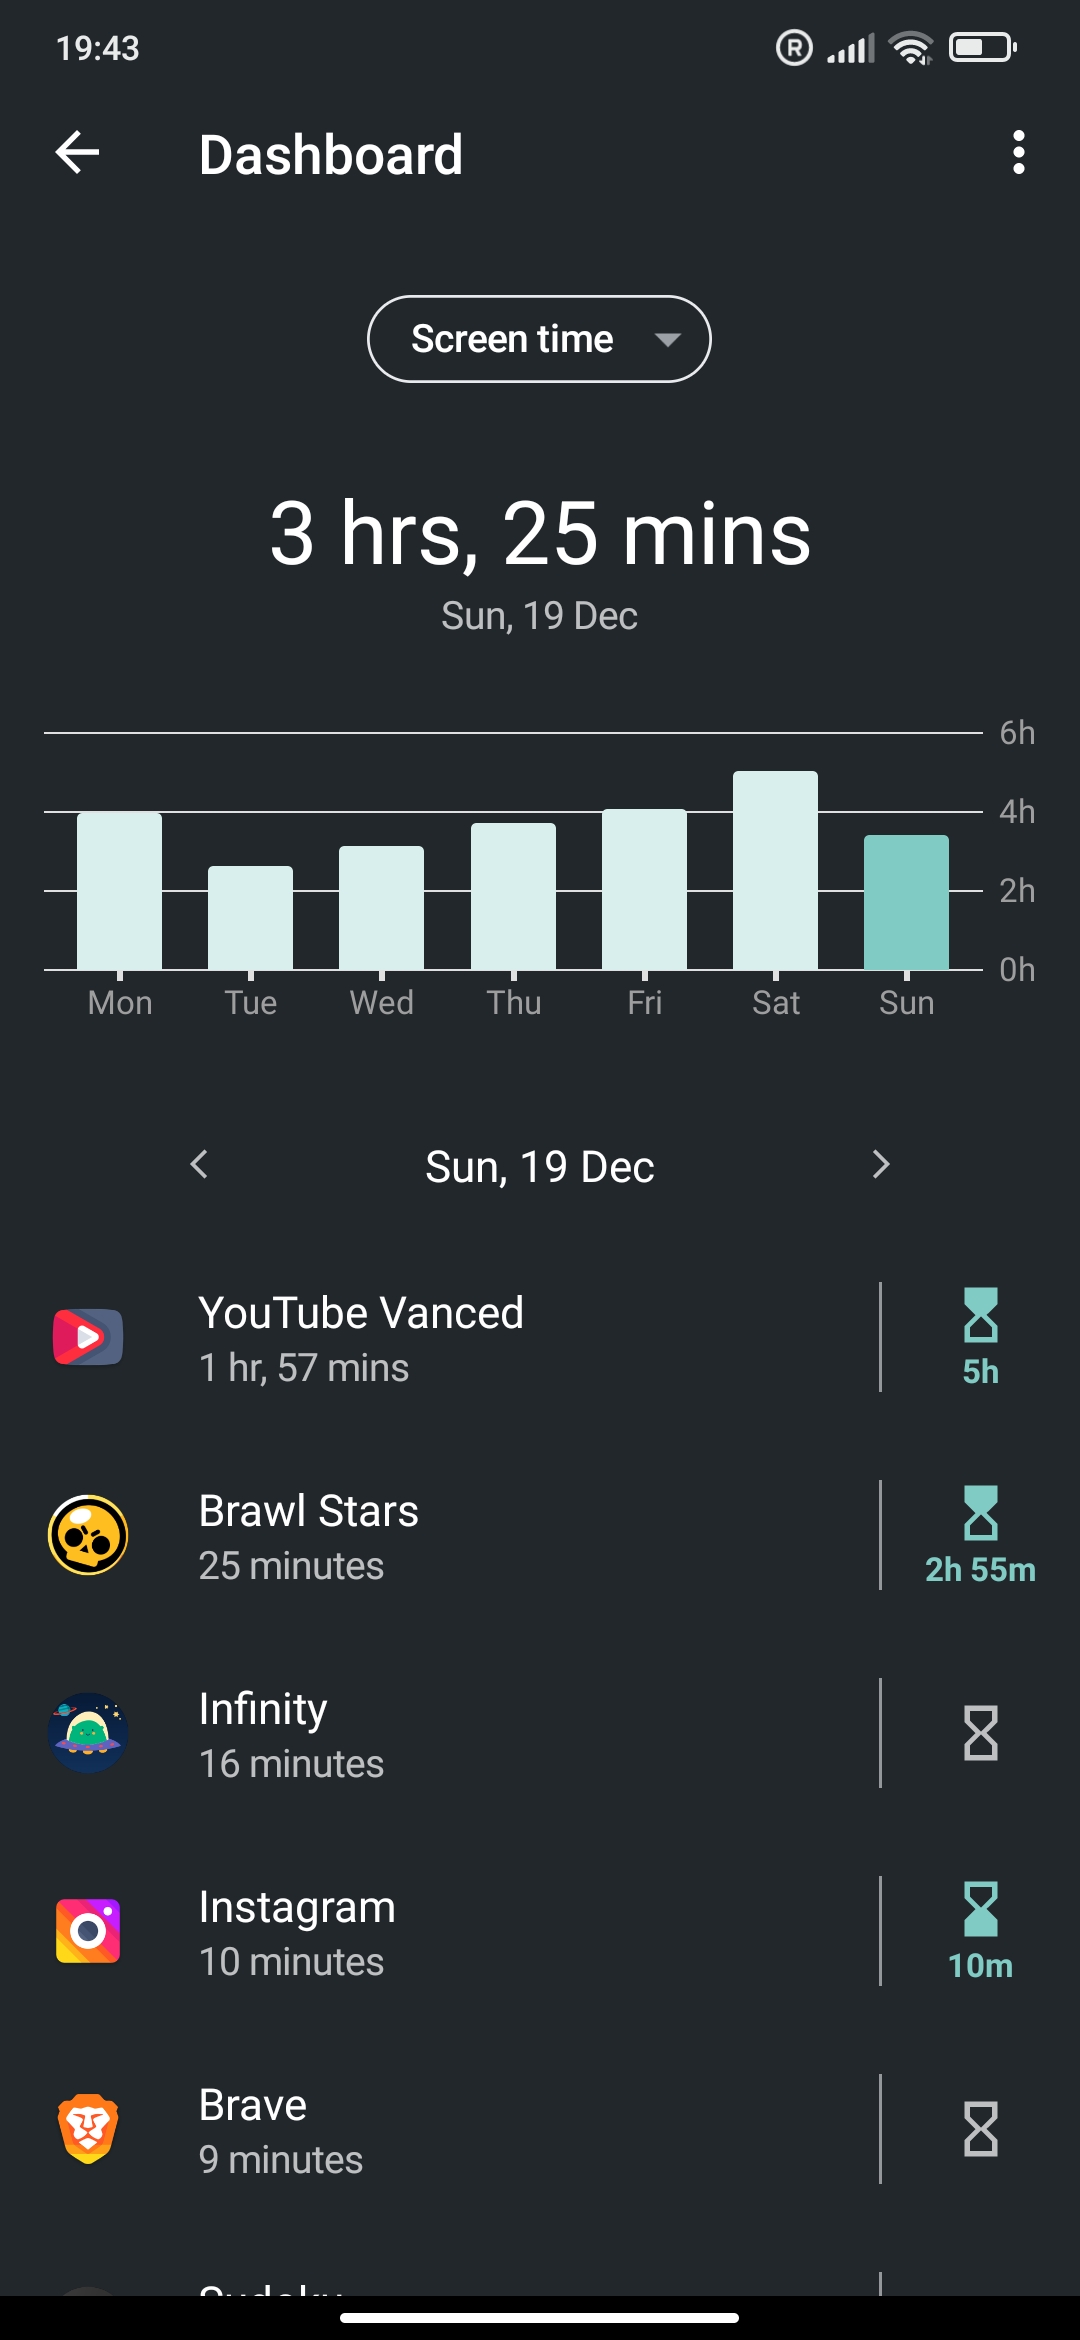 19:43
R
Dashboard
Screen time
3 hrs, 25 mins
Sun, 19 Dec
6h
4h
2h
0h
Mon Tue Wed Thu Fri Sat Sun
Sun, 19 Dec
YouTube Vanced
1 hr, 57 mins
5h
Brawl Stars
25 minutes
2h 55m
Infinity
16 minutes
Instagram
10 minutes
10m
Brave
9 minutes